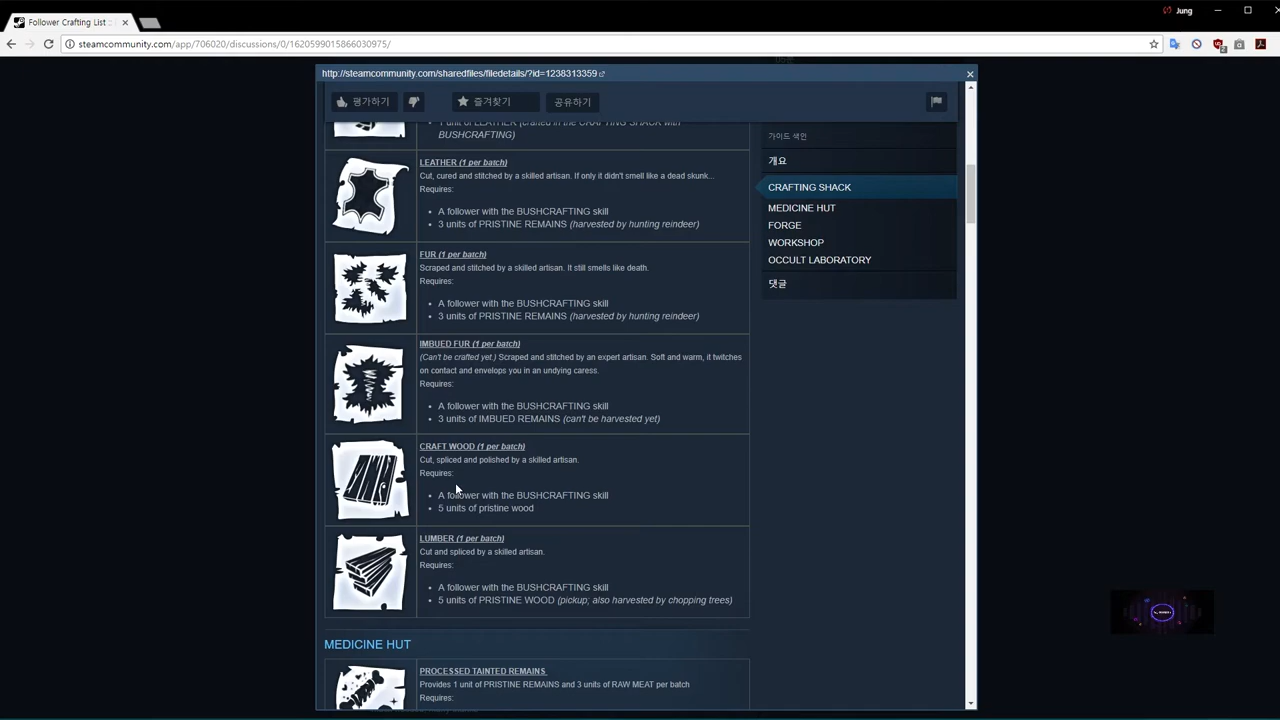 Follower Crafting List ::
Jung
steamcommunity.com/app/706020/discussions/0/1620599015866030975/
http://steamcommunity.com/sharedfiles/filedetails/?id=1238313359
평가하기
즐겨찾기
공유하기
1 unit of LEATHER (crafted in the CRAFTING SHACK with
BUSHCRAFTING)
LEATHER (1 per batch)
Cut, cured and stitched by a skilled artisan. If only it didn't smell like a dead skunk...
Requires:
• A follower with the BUSHCRAFTING skill
• 3 units of PRISTINE REMAINS (harvested by hunting reindeer)
FUR (1 per batch)
Scraped and stitched by a skilled artisan. It still smells like death.
Requires:
• A follower with the BUSHCRAFTING skill
• 3 units of PRISTINE REMAINS (harvested by hunting reindeer)
IMBUED FUR (1 per batch)
(Can't be crafted yet.) Scraped and stitched by an expert artisan. Soft and warm, it twitches
on contact and envelops you in an undying caress.
Requires:
• A follower with the BUSHCRAFTING skill
• 3 units of IMBUED REMAINS (can't be harvested yet)
CRAFT WOOD (1 per batch)
Cut, spliced and polished by a skilled artisan.
Requires:
• A follower with the BUSHCRAFTING skill
• 5 units of pristine wood
LUMBER (1 per batch)
Cut and spliced by a skilled artisan.
Requires:
• A follower with the BUSHCRAFTING skill
• 5 units of PRISTINE WOOD (pickup; also harvested by chopping trees)
MEDICINE HUT
PROCESSED TAINTED REMAINS
Provides 1 unit of PRISTINE REMAINS and 3 units of RAW MEAT per batch
Requires:
가이드 색인
개요
CRAFTING SHACK
MEDICINE HUT
FORGE
WORKSHOP
OCCULT LABORATORY
댓글